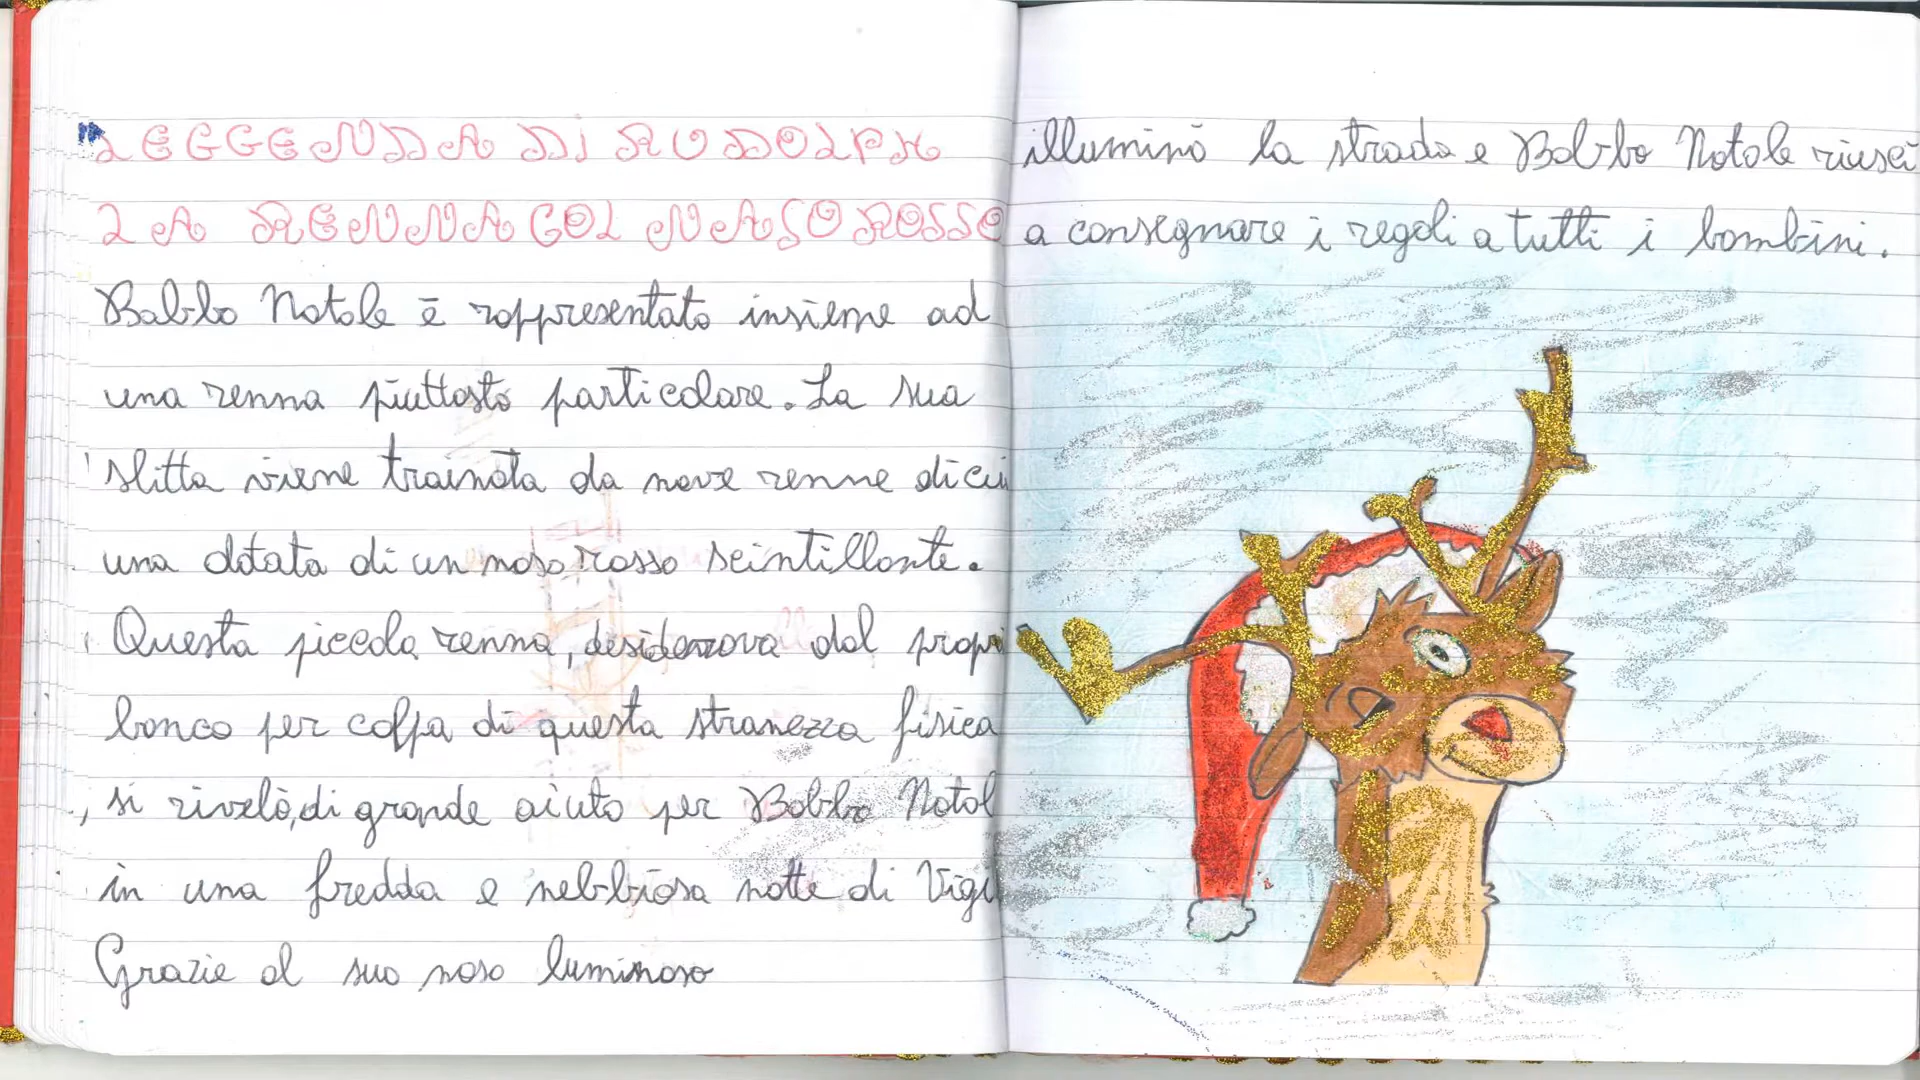 LEGGENDA DI RUDOLPH
LA RENNA COL NASO ROSSO
Babbo Natale è rappresentato insieme ad
una renna piuttosto particolare. La sua
slitta viene trainata da nove renne di cui
una dotata di un naso rosso scintillante.
Questa piccola renna, desiderava dal propi
banco per colpa di questa stranezza fisica
, si rivelò, di grande aiuto per Babbo Natal
in una fredda e nebbiosa notte di Vigi
Grazie al suo naso luminoso
illuminò la strada e Babbo Natale riuscì
a consegnare i regali a tutti i bambini.